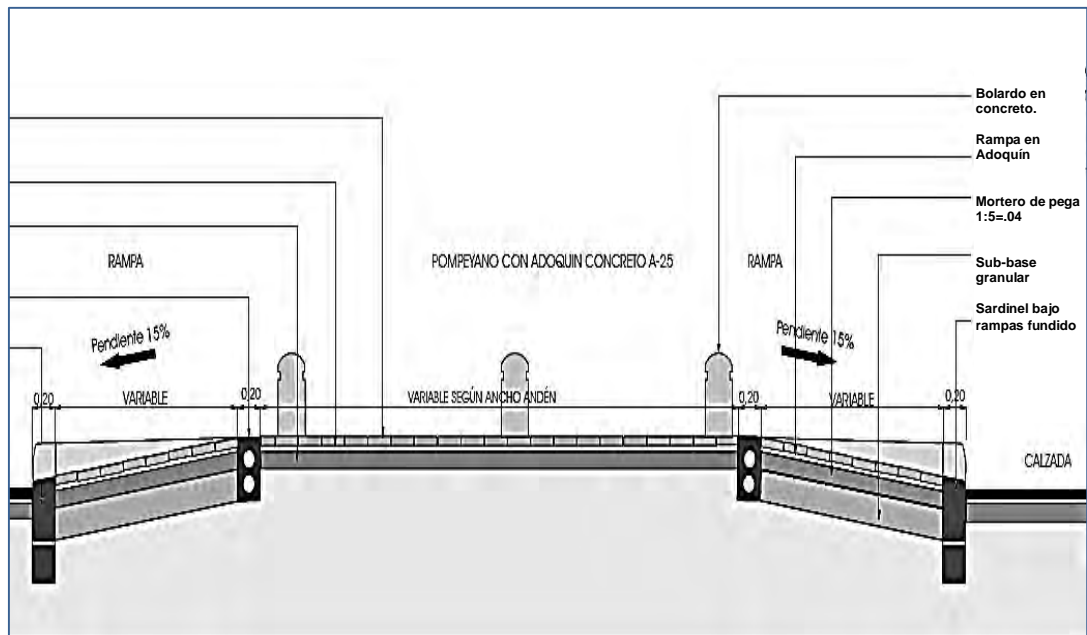 Bolardo en
concreto.
Rampa en
Adoquín
Mortero de pega
1:5=.04
Sub-base
granular
Sardinel bajo
rampas fundido
RAMPA
POMPEYANO CON ADOQUIN CONCRETO A-25
RAMPA
Pendiente 15%
Pendiente 15%
0,20
VARIABLE
0,20
VARIABLE SEGÚN ANCHO ANDÉN
0,20
VARIABLE
0,20
CALZADA